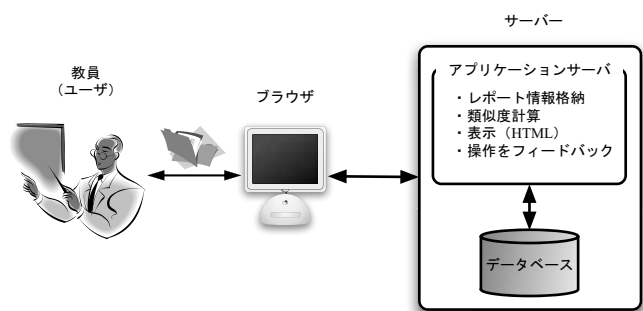 サーバー
教員
(ユーザ)
ブラウザ
アプリケーションサーバ
・レポート情報格納
・類似度計算
・表示(HTML)
・操作をフィードバック
データベース